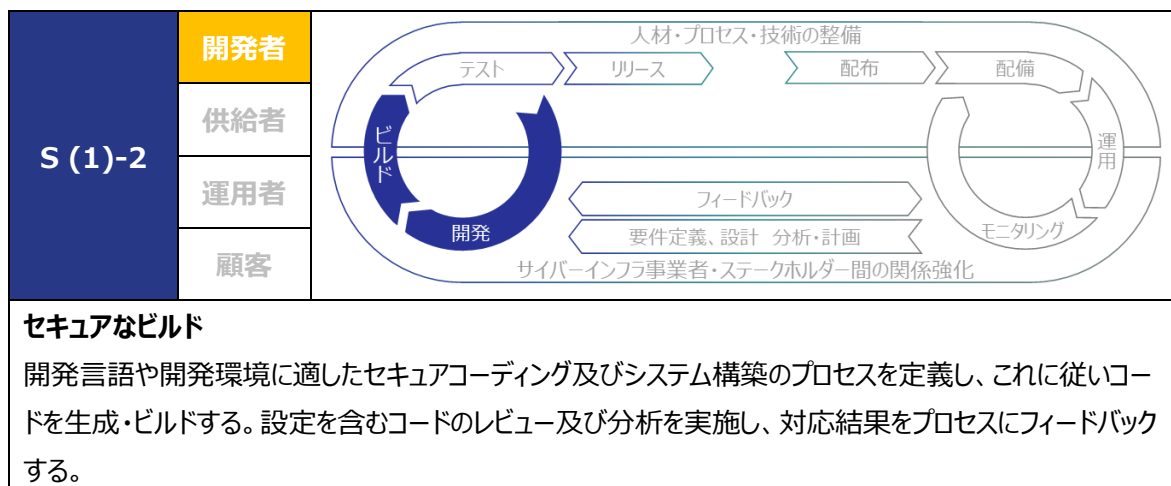 S (1)-2
開発者
供給者
運用者
顧客
人材・プロセス・技術の整備
テスト
リリース
配布
配備
ビルド
運用
フィードバック
開発
要件定義、設計 分析・計画
モニタリング
サイバーインフラ事業者・ステークホルダー間の関係強化
セキュアなビルド
開発言語や開発環境に適したセキュアコーディング及びシステム構築のプロセスを定義し、これに従いコー
ドを生成・ビルドする。設定を含むコードのレビュー及び分析を実施し、対応結果をプロセスにフィードバック
する。